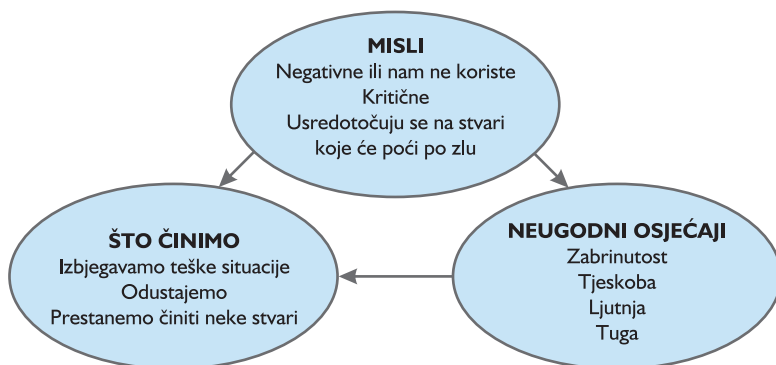 MISLI
Negativne ili nam ne koriste
Kritične
Usredotočuju se na stvari
koje će poći po zlu
ŠTO ČINIMO
Izbjegavamo teške situacije
Odustajemo
Prestanemo činiti neke stvari
NEUGODNI OSJEĆAJI
Zabrinutost
Tjeskoba
Ljutnja
Tuga